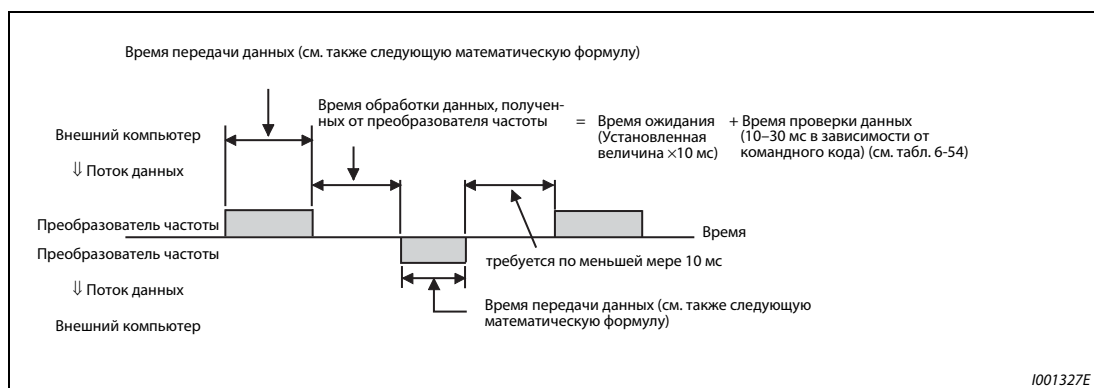 Время передачи данных (см. также следующую математическую формулу)
Время обработки данных, получен-
ных от преобразователя частоты
= Время ожидания
(Установленная
величина ×10 мс)
+ Время проверки данных
(10–30 мс в зависимости от
командного кода) (см. табл. 6-54)
Внешний компьютер
⇓ Поток данных
Преобразователь частоты
Время
Преобразователь частоты
⇓ Поток данных
Внешний компьютер
требуется по меньшей мере 10 мс
Время передачи данных (см. также следующую
математическую формулу)
I001327E